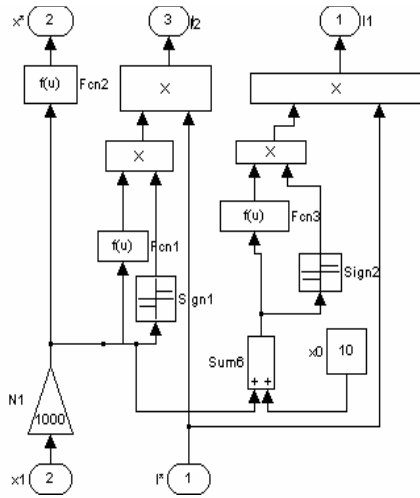 x* 2 3 I2 1 I1
f(u) Fcn2 X X
X X
f(u) Fcn3
f(u) Fcn1
Sign1 Sign2
Sum6 + + x0 10
N1 1000
x1 2 I* 1